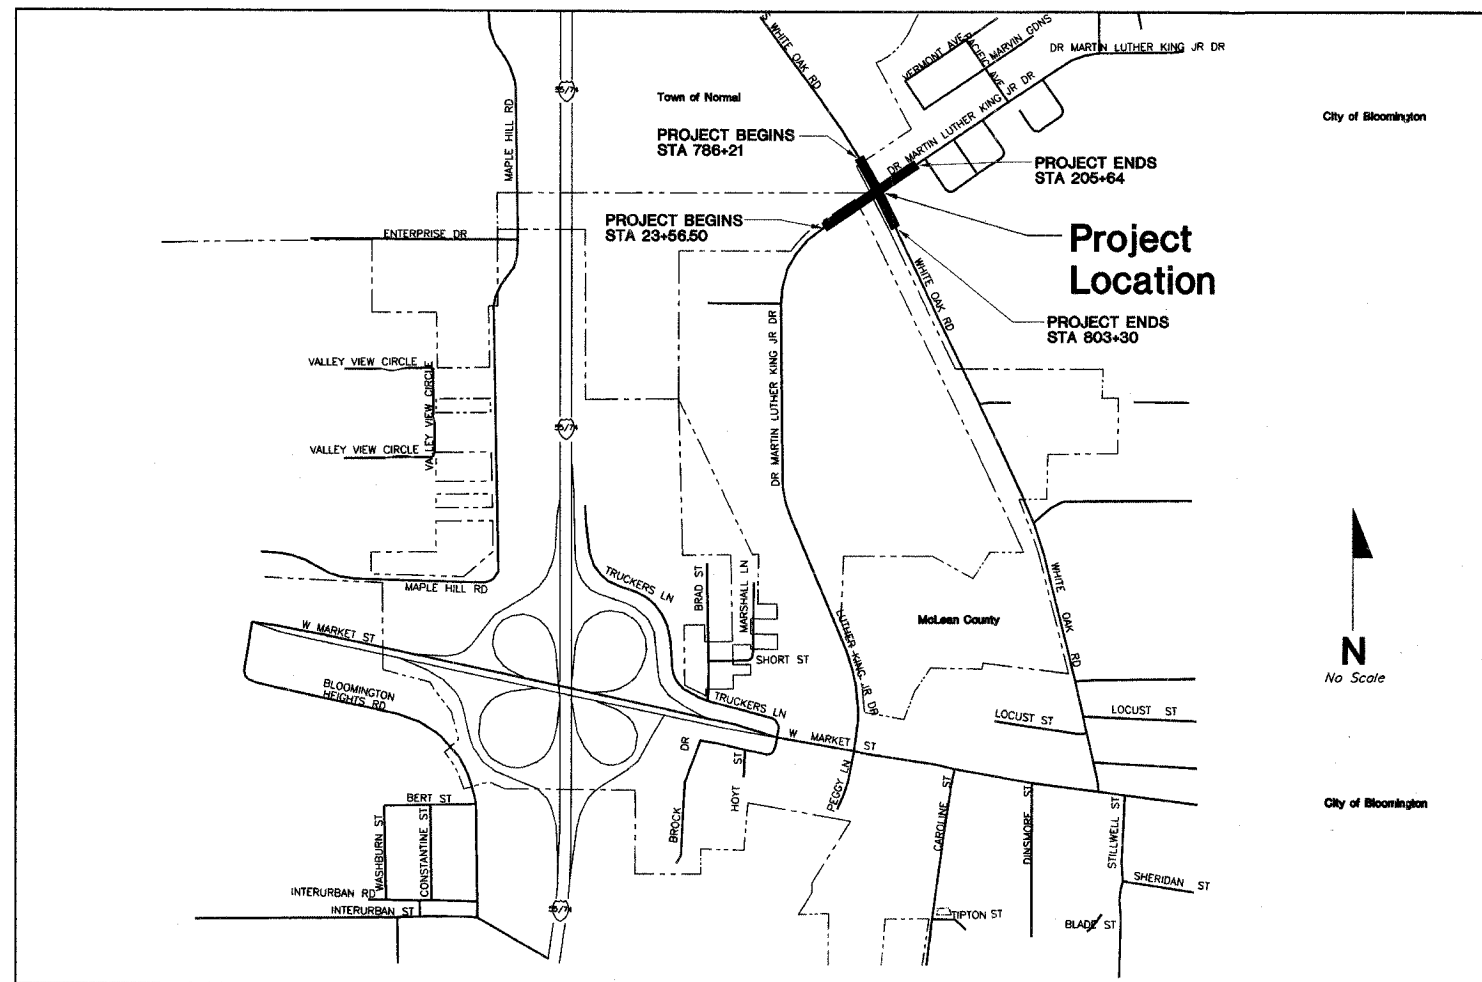 S WHITE OAK RD
VERMONT AVE
PACIFIC AVE
MARVIN GDNS
DR MARTIN LUTHER KING JR DR
DR MARTIN LUTHER KING JR DR
55/74
MAPLE HILL RD
Town of Normal
City of Bloomington
PROJECT BEGINS
STA 786+21
PROJECT ENDS
STA 205+64
PROJECT BEGINS
STA 23+56.50
Project
Location
ENTERPRISE DR
WHITE OAK RD
PROJECT ENDS
STA 803+30
VALLEY VIEW CIRCLE
VALLEY VIEW CIRCLE
VALLEY VIEW CIRCLE
DR MARTIN LUTHER KING JR DR
55/74
MAPLE HILL RD
TRUCKERS LN
BRAD ST
MARSHALL LN
SHORT ST
LUTHER KING JR DR
McLean County
WHITE OAK RD
N
No Scale
W MARKET ST
BLOOMINGTON
HEIGHTS RD
TRUCKERS LN
W MARKET ST
LOCUST ST
LOCUST ST
BROCK DR
HOYT ST
PEGGY LN
CAROLINE ST
DINSMORE ST
STILLWELL ST
City of Bloomington
BERT ST
WASHBURN ST
CONSTANTINE ST
INTERURBAN RD
INTERURBAN ST
55/74
SHERIDAN ST
TIPTON ST
BLADE ST